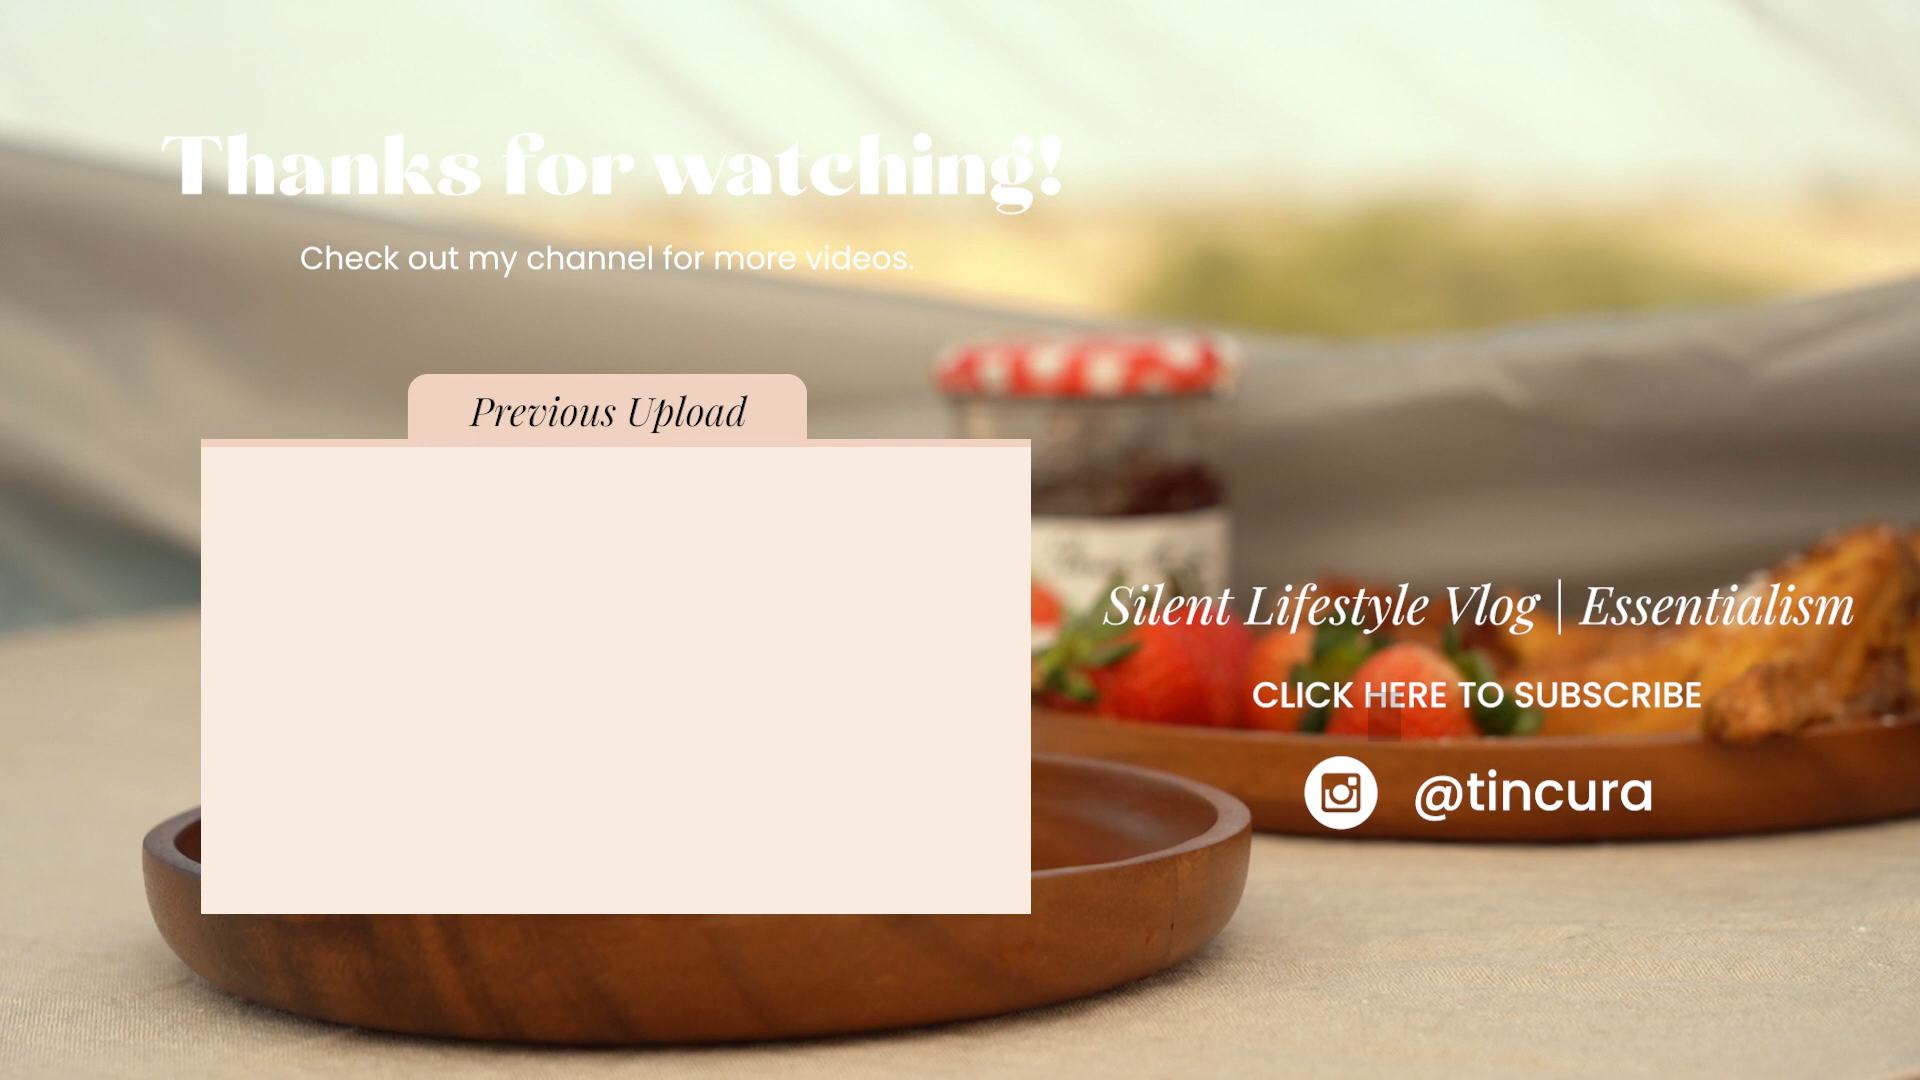 Thanks for watching!
Check out my channel for more videos.
Previous Upload
Silent Lifestyle Vlog | Essentialism
CLICK HERE TO SUBSCRIBE
@tincura